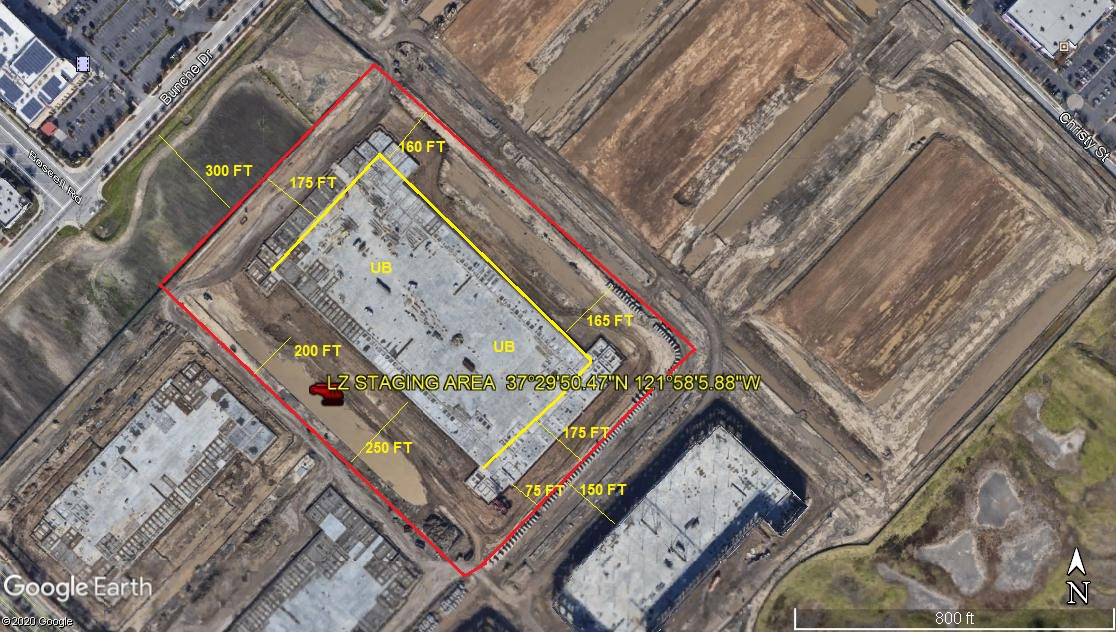 Bunche Dr
Boscell Rd
Christy St
300 FT
175 FT
160 FT
UB
165 FT
UB
200 FT
LZ STAGING AREA 37°29'50.47"N 121°58'5.88"W
250 FT
175 FT
75 FT
150 FT
Google Earth
©2020 Google
N
800 ft